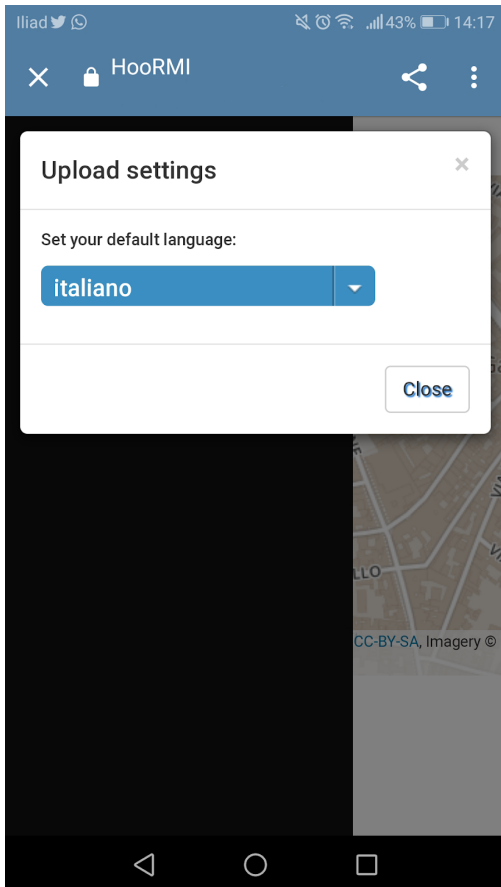 Iliad 43% 14:17
HooRMI
Upload settings
×
Set your default language:
italiano
Close
LLO
CC-BY-SA, Imagery ©